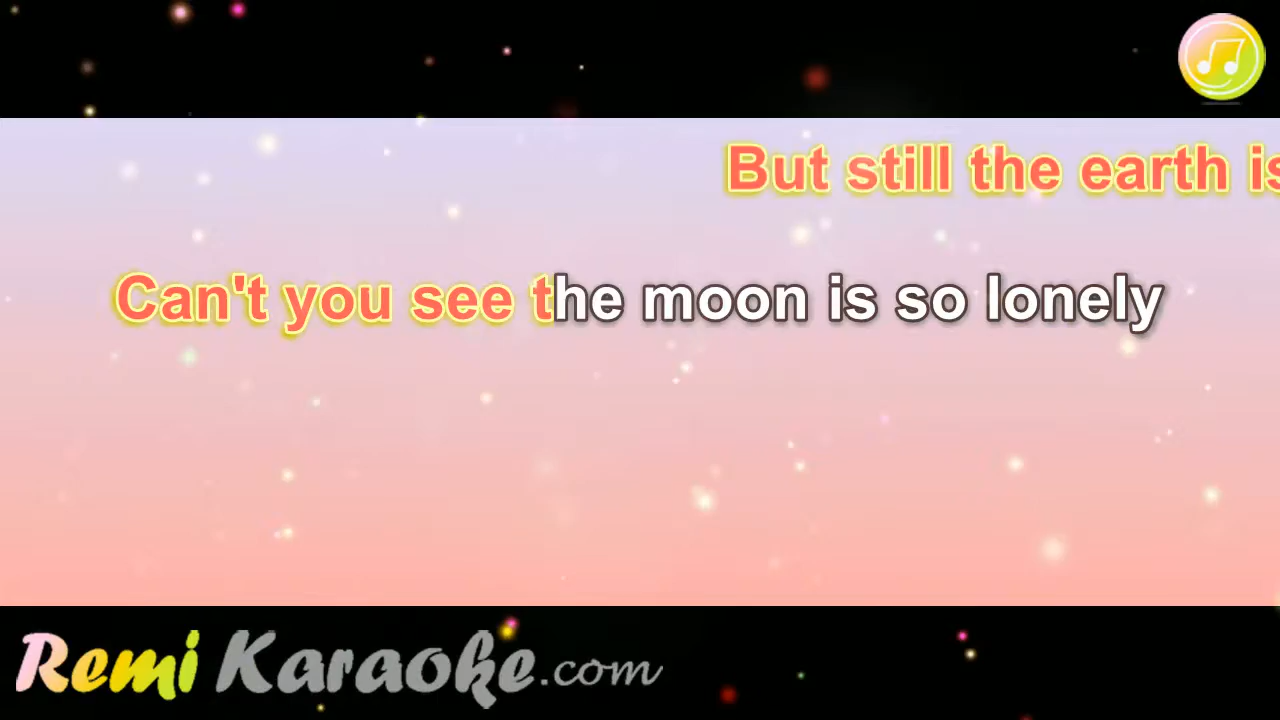 But still the earth is
Can't you see the moon is so lonely
Remi Karaoke.com